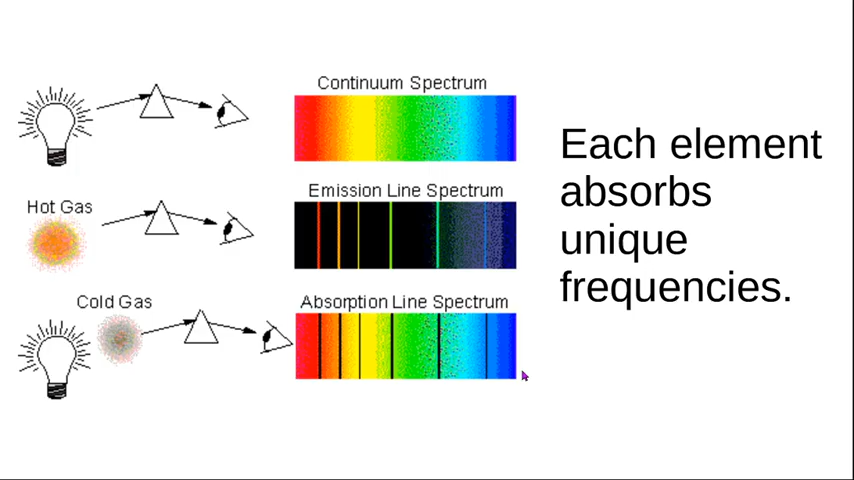 Continuum Spectrum
Emission Line Spectrum
Hot Gas
Cold Gas
Absorption Line Spectrum
Each element
absorbs
unique
frequencies.